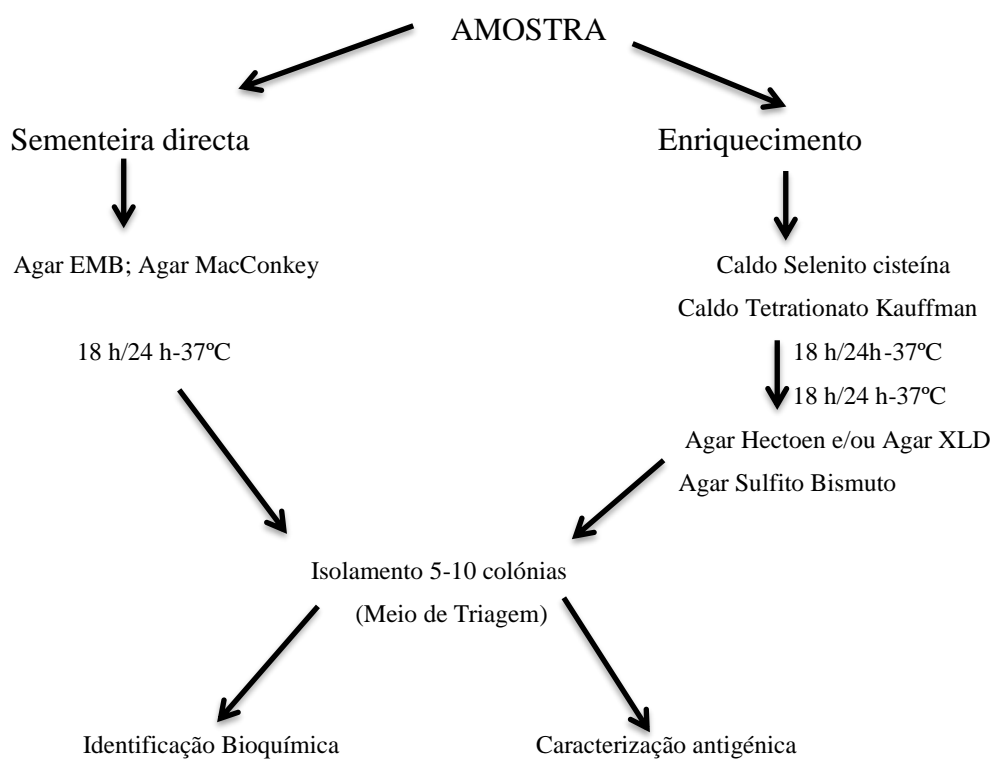 AMOSTRA
Sementeira directa
Enriquecimento
Agar EMB; Agar MacConkey
Caldo Selenito cisteína
Caldo Tetrationato Kauffman
18 h/24 h-37ºC
18 h/24h-37ºC
18 h/24 h-37ºC
Agar Hectoen e/ou Agar XLD
Agar Sulfito Bismuto
Isolamento 5-10 colónias
(Meio de Triagem)
Identificação Bioquímica
Caracterização antigénica